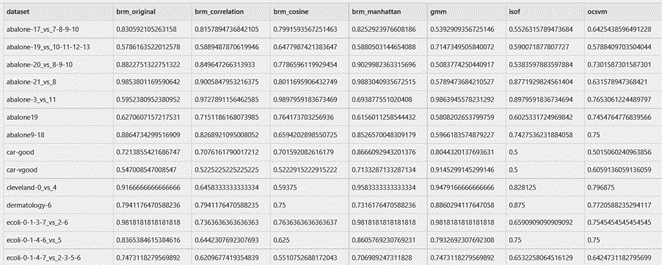 dataset brm_original brm_correlation brm_cosine brm_manhattan gmm isof ocsvm
abalone-17_vs_7-8-9-10 0.830592105263158 0.8157894736842105 0.7991593567251463 0.8252923976608186 0.5392909356725146 0.5526315789473684 0.6425438596491228
abalone-19_vs_10-11-12-13 0.5786163522012578 0.5889487870619946 0.6477987421383647 0.5880503144654088 0.7147349505840072 0.590071877807727 0.5788409703504044
abalone-20_vs_8-9-10 0.8822751322751322 0.849647266313933 0.7786596119929454 0.9029982363315696 0.5083774250440917 0.5383597883597884 0.7301587301587301
abalone-21_vs_8 0.9853801169590642 0.9005847953216375 0.8011695906432749 0.9883040935672515 0.5789473684210527 0.8771929824561404 0.631578947368421
abalone-3_vs_11 0.5952380952380952 0.9727891156462585 0.9897959183673469 0.693877551020408 0.9863945578231292 0.8979591836734694 0.7653061224489797
abalone19 0.6270607157217531 0.7151168168073985 0.764173703256936 0.6156011258544432 0.5808202653799759 0.6025331724969842 0.7454764776839566
abalone9-18 0.886474299516909 0.8268921095008052 0.6594202898550725 0.8526570048309179 0.5966183574879227 0.7427536231884058 0.75
car-good 0.7213855421686747 0.7076161790017212 0.701592082616179 0.8666092943201376 0.8044320137693631 0.5 0.5015060240963856
car-vgood 0.547008547008547 0.5225225225225225 0.5222915222915222 0.7133287133287134 0.9145299145299146 0.5 0.6059136059136059
cleveland-0_vs_4 0.9166666666666666 0.6458333333333334 0.59375 0.9583333333333334 0.9479166666666666 0.828125 0.796875
dermatology-6 0.7941176470588236 0.7941176470588235 0.75 0.7316176470588236 0.8860294117647058 0.875 0.7720588235294117
ecoli-0-1-3-7_vs_2-6 0.9818181818181818 0.7363636363636363 0.7636363636363637 0.9818181818181818 0.9818181818181818 0.6590909090909092 0.7545454545454545
ecoli-0-1-4-6_vs_5 0.8365384615384616 0.6442307692307693 0.625 0.8605769230769231 0.7932692307692308 0.75 0.75
ecoli-0-1-4-7_vs_2-3-5-6 0.7473118279569892 0.6209677419354839 0.5510752688172043 0.706989247311828 0.7473118279569892 0.6532258064516129 0.6424731182795699